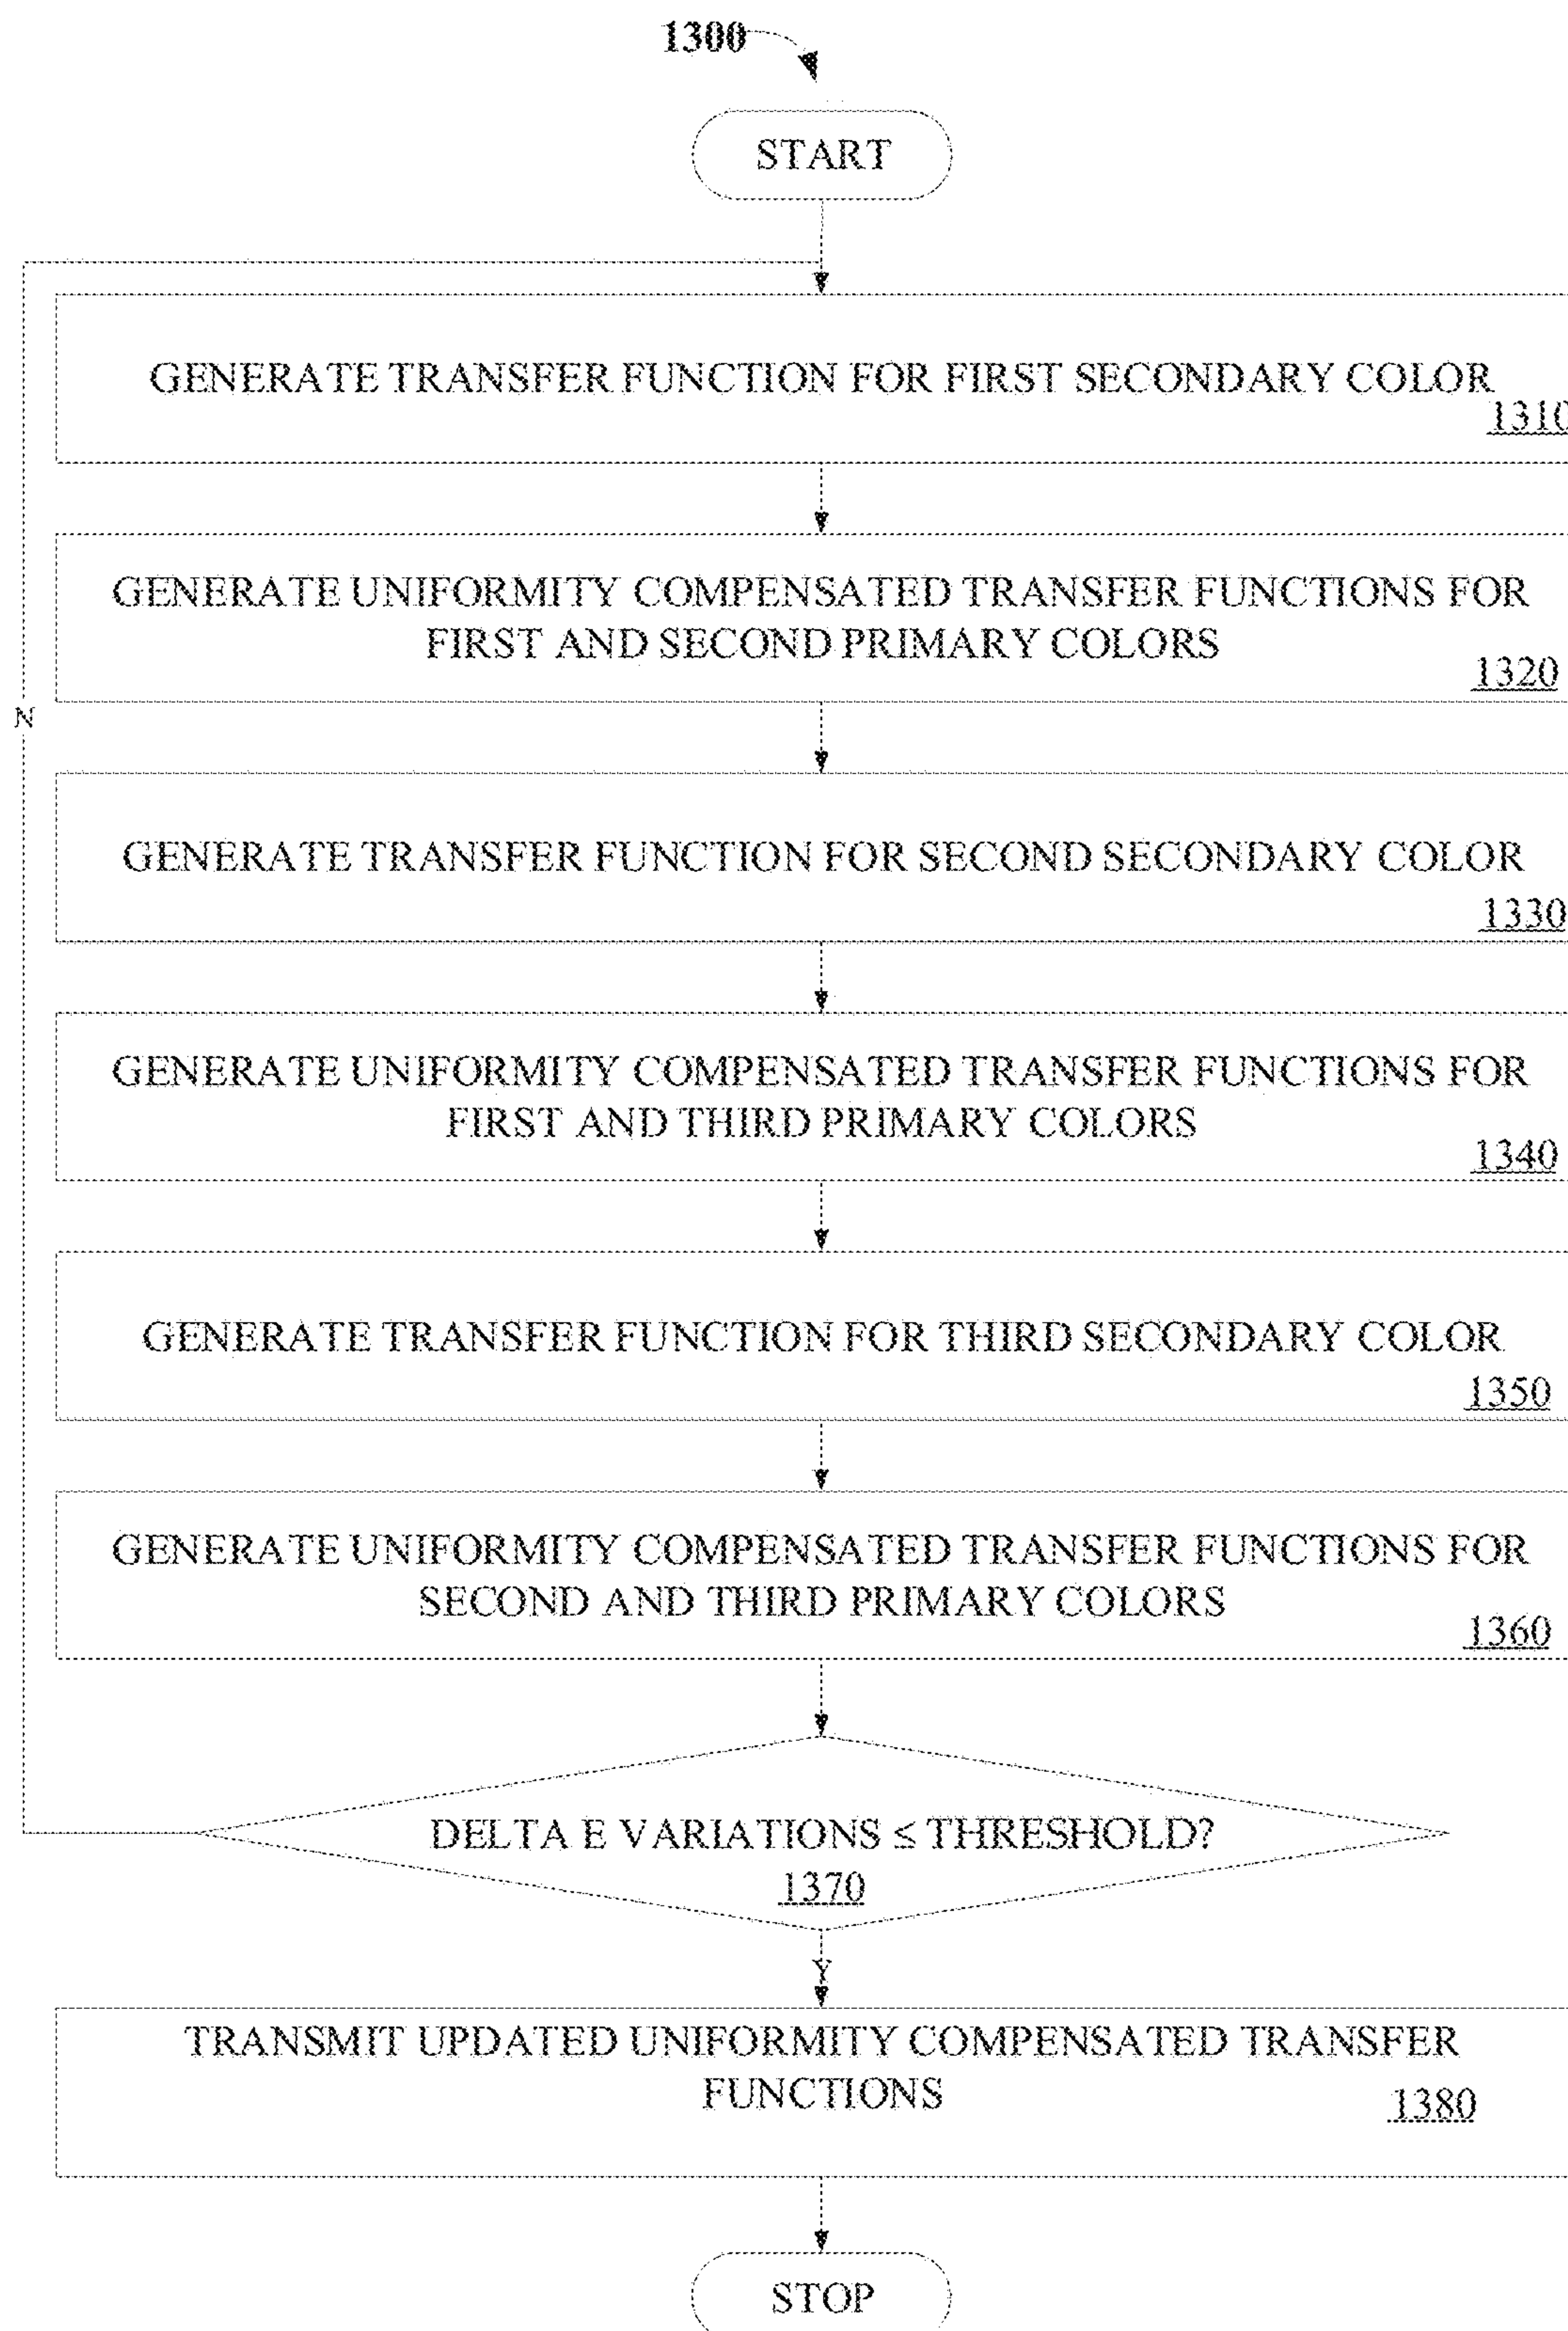 1300
START
GENERATE TRANSFER FUNCTION FOR FIRST SECONDARY COLOR
1310
GENERATE UNIFORMITY COMPENSATED TRANSFER FUNCTIONS FOR
FIRST AND SECOND PRIMARY COLORS
1320
N
GENERATE TRANSFER FUNCTION FOR SECOND SECONDARY COLOR
1330
GENERATE UNIFORMITY COMPENSATED TRANSFER FUNCTIONS FOR
FIRST AND THIRD PRIMARY COLORS
1340
GENERATE TRANSFER FUNCTION FOR THIRD SECONDARY COLOR
1350
GENERATE UNIFORMITY COMPENSATED TRANSFER FUNCTIONS FOR
SECOND AND THIRD PRIMARY COLORS
1360
DELTA E VARIATIONS ≤ THRESHOLD?
1370
Y
TRANSMIT UPDATED UNIFORMITY COMPENSATED TRANSFER
FUNCTIONS
1380
STOP